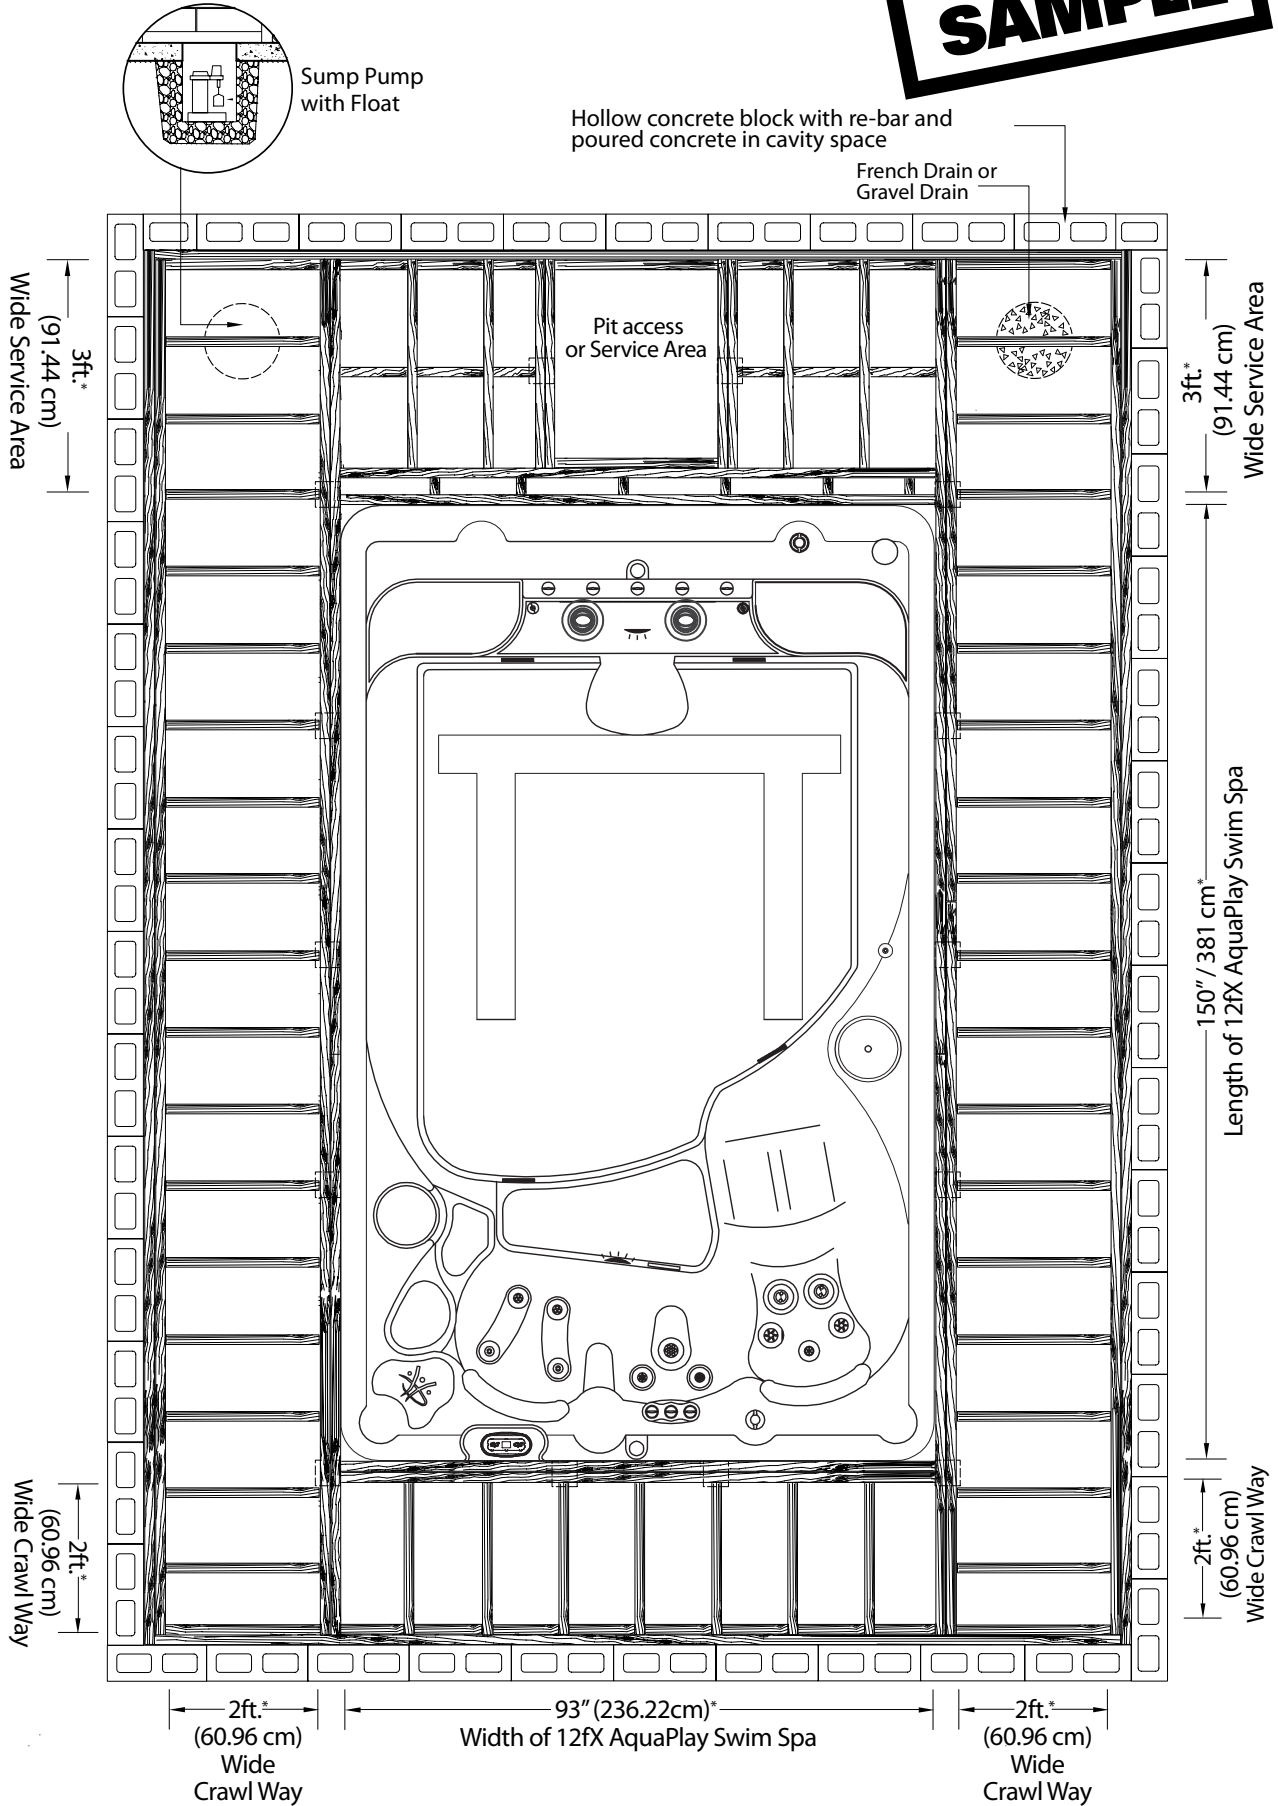 SAMPLE
Sump Pump
with Float
Hollow concrete block with re-bar and
poured concrete in cavity space
French Drain or
Gravel Drain
3ft.*
(91.44 cm)
Wide Service Area
Pit access
or Service Area
3ft.*
(91.44 cm)
Wide Service Area
150” / 381 cm*
Length of 12fX AquaPlay Swim Spa
2ft.*
(60.96 cm)
Wide Crawl Way
2ft.*
(60.96 cm)
Wide Crawl Way
2ft.*
(60.96 cm)
Wide
Crawl Way
93” (236.22cm)*
Width of 12fX AquaPlay Swim Spa
2ft.*
(60.96 cm)
Wide
Crawl Way